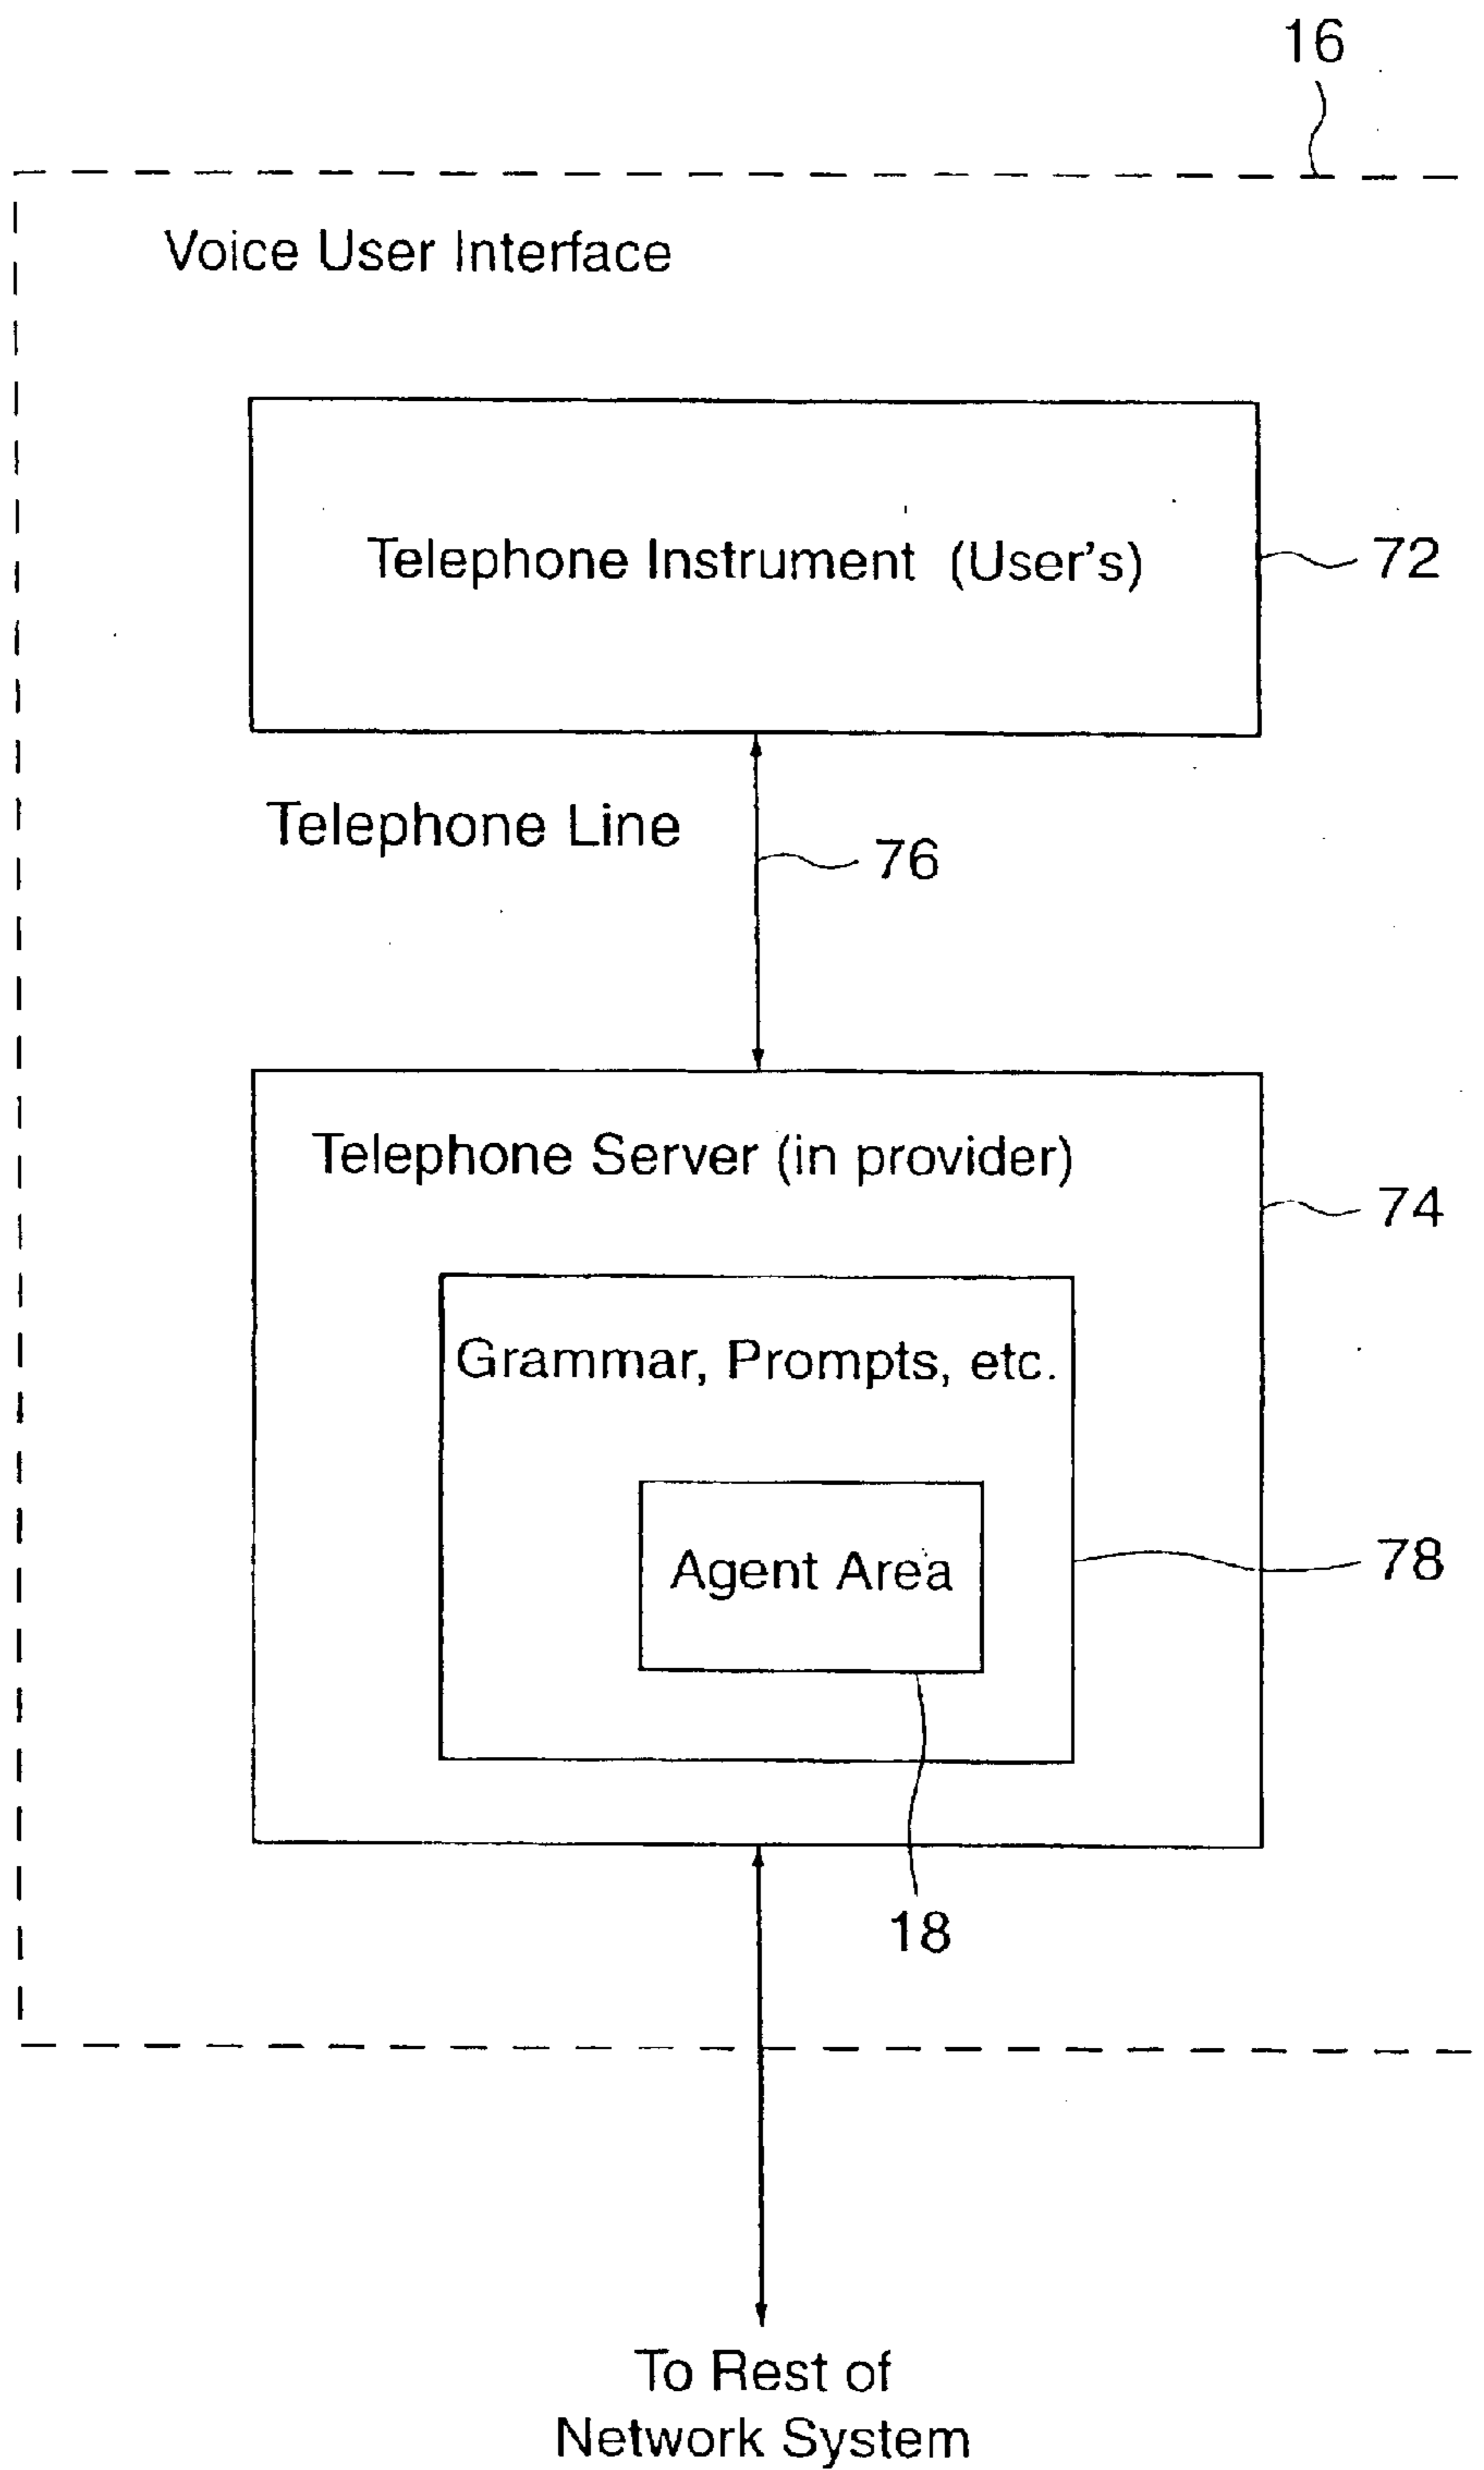 16
Voice User Interface
Telephone Instrument (User's)
72
Telephone Line
76
Telephone Server (in provider)
74
Grammar, Prompts, etc.
Agent Area
78
18
To Rest of
Network System